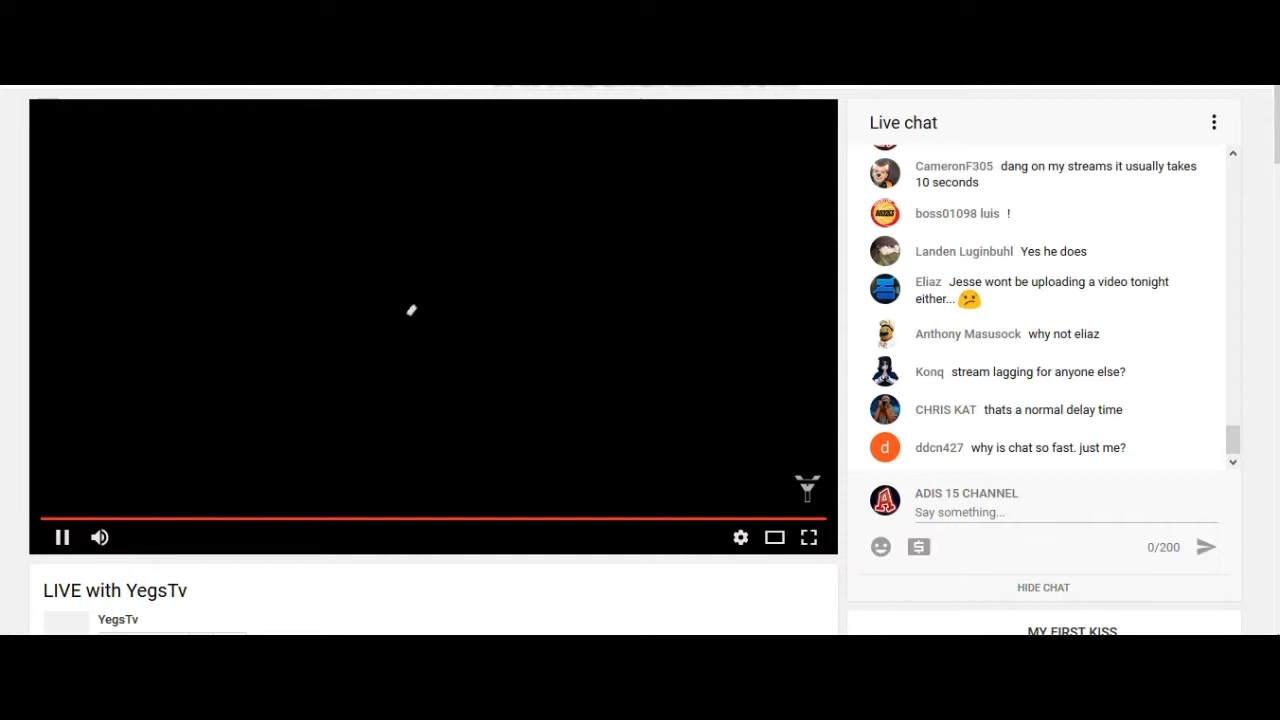 Live chat
CameronF305 dang on my streams it usually takes
10 seconds
boss01098 luis !
Landen Luginbuhl Yes he does
Eliaz Jesse wont be uploading a video tonight
either...
Anthony Masusock why not eliaz
Konq stream lagging for anyone else?
CHRIS KAT thats a normal delay time
d ddcn427 why is chat so fast. just me?
ADIS 15 CHANNEL
Say something...
0/200
HIDE CHAT
LIVE with YegsTv
YegsTv
MY FIRST KISS